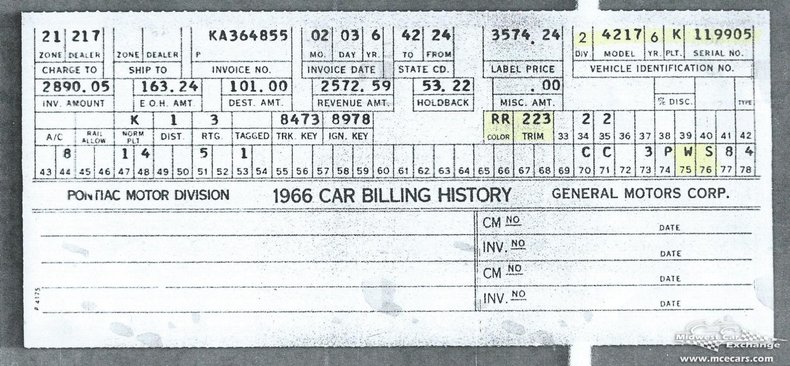 21 217 KA364855 02 03 6 42 24 3574.24 2 4217 6 K 119905
ZONE DEALER ZONE DEALER P MO. DAY YR. TO FROM DIV MODEL YR. PLT. SERIAL NO.
CHARGE TO SHIP TO INVOICE NO. INVOICE DATE STATE CD. LABEL PRICE VEHICLE IDENTIFICATION NO.
2890.05 163.24 101.00 2572.59 53.22 .00
INV. AMOUNT E.O.H. AMT. DEST. AMT. REVENUE AMT. HOLDBACK MISC. AMT. % DISC. TYPE
K 1 3 8473 8978 RR 223 2 2
A/C RAIL ALLOW NORM PLT DIST. RTG. TAGGED TRK. KEY IGN. KEY COLOR TRIM 33 34 35 36 37 38 39 40 41 42
8 1 4 5 1 C C 3 P W S 8 4
43 44 45 46 47 48 49 50 51 52 53 54 55 56 57 58 59 60 61 62 63 64 65 66 67 68 69 70 71 72 73 74 75 76 77 78
PONTIAC MOTOR DIVISION 1966 CAR BILLING HISTORY GENERAL MOTORS CORP.
CM NO DATE
INV. NO DATE
CM NO DATE
INV. NO DATE
P 4175
Midwest Car Exchange
www.mcecars.com